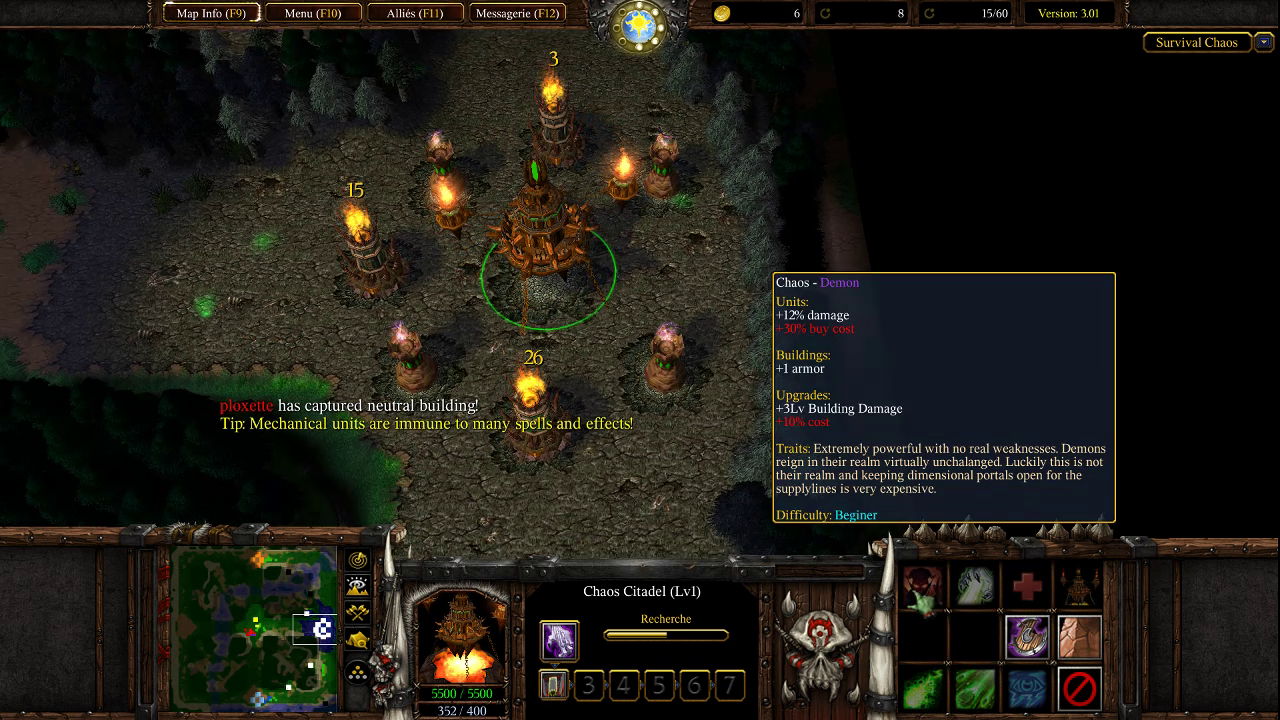 Map Info (F9)
Menu (F10)
Alliés (F11)
Messagerie (F12)
6
8
15/60
Version: 3.01
Survival Chaos
3
15
26
ploxette has captured neutral building!
Tip: Mechanical units are immune to many spells and effects!
Chaos - Demon
Units:
+12% damage
+30% buy cost
Buildings:
+1 armor
Upgrades:
+3Lv Building Damage
+10% cost
Traits: Extremely powerful with no real weaknesses. Demons
reign in their realm virtually unchalanged. Luckily this is not
their realm and keeping dimensional portals open for the
supplylines is very expensive.
Difficulty: Beginer
Chaos Citadel (Lv1)
Recherche
3 4 5 6 7
5500 / 5500
352 / 400